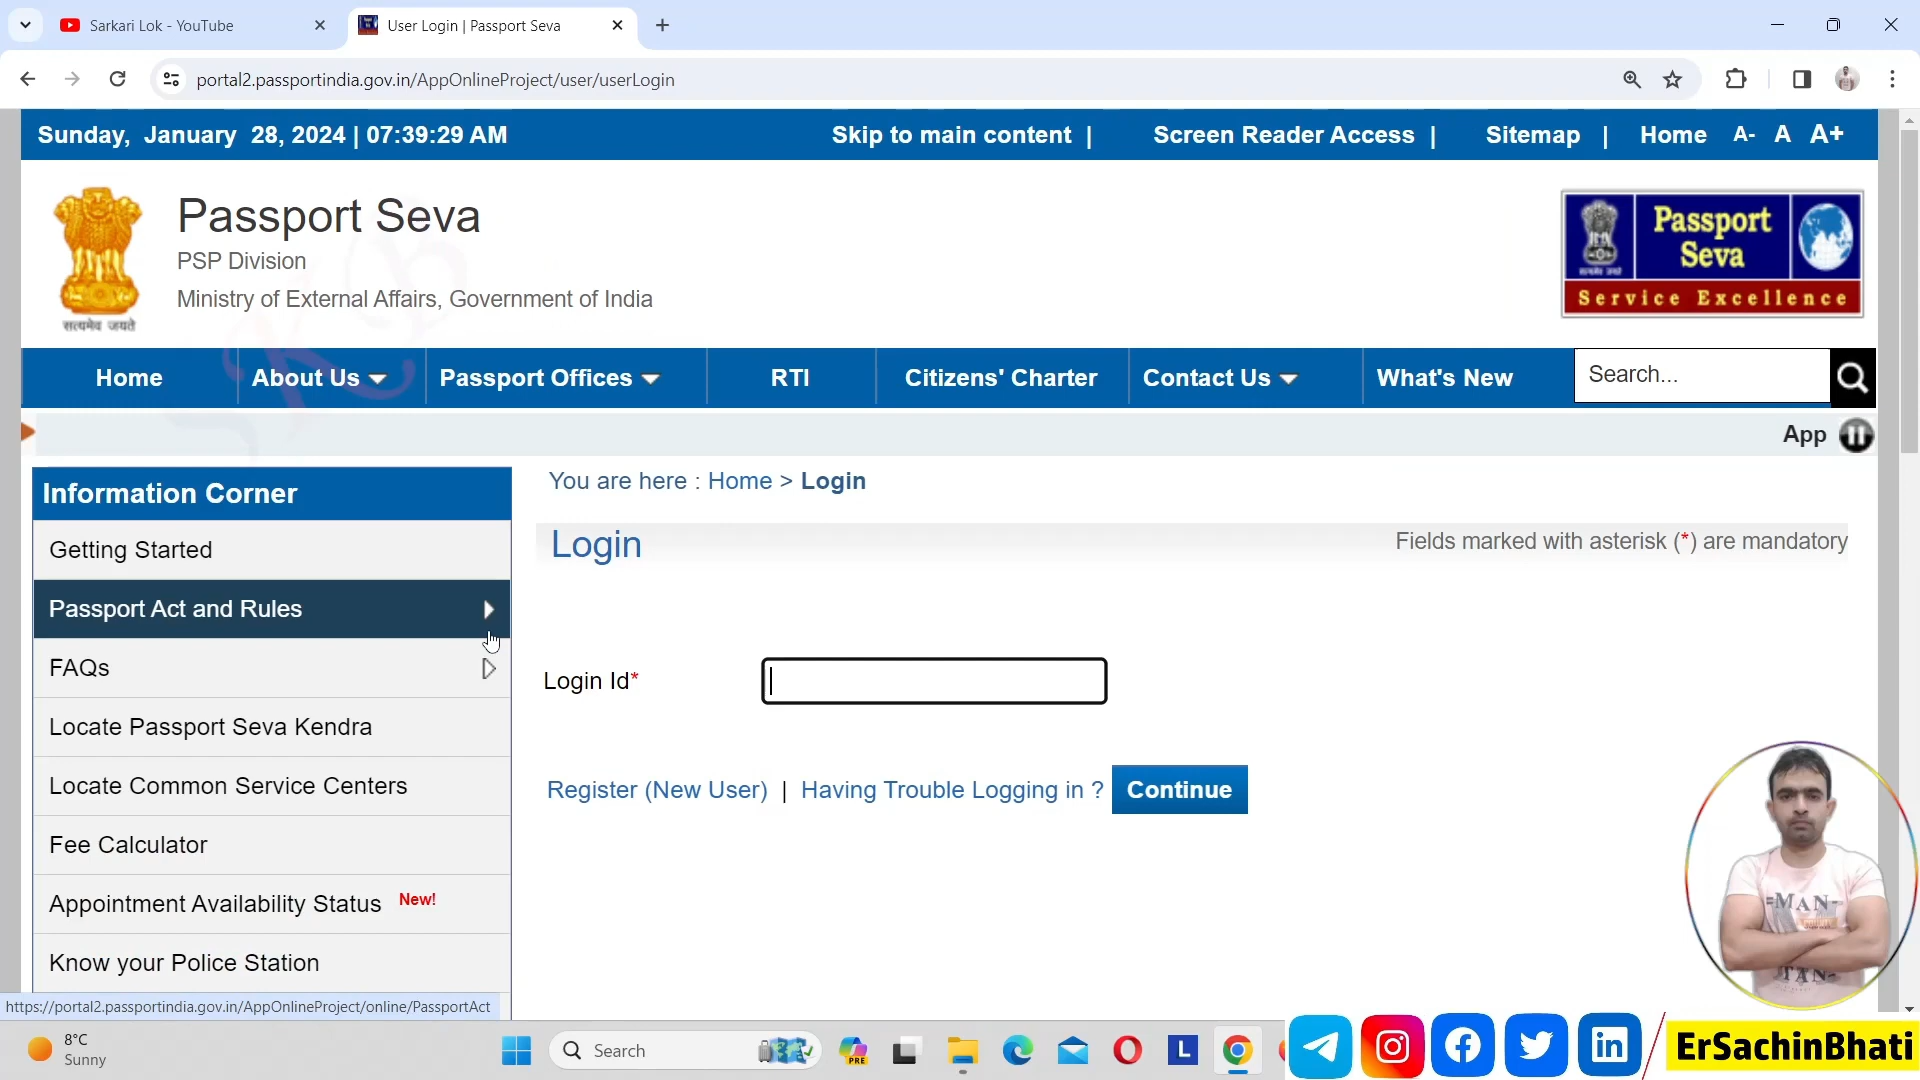 Sarkari Lok - YouTube
User Login | Passport Seva
portal2.passportindia.gov.in/AppOnlineProject/user/userLogin
Sunday, January 28, 2024 | 07:39:29 AM
Skip to main content |
Screen Reader Access |
Sitemap |
Home
A- A A+
Passport Seva
PSP Division
Ministry of External Affairs, Government of India
सत्यमेव जयते
Passport
Seva
Service Excellence
Home
About Us
Passport Offices
RTI
Citizens' Charter
Contact Us
What's New
Search...
App
Information Corner
Getting Started
Passport Act and Rules
FAQs
Locate Passport Seva Kendra
Locate Common Service Centers
Fee Calculator
Appointment Availability Status New!
Know your Police Station
You are here : Home > Login
Login
Fields marked with asterisk (*) are mandatory
Login Id*
Register (New User) | Having Trouble Logging in ?
Continue
=MAN-
TAN=
https://portal2.passportindia.gov.in/AppOnlineProject/online/PassportAct
8°C
Sunny
Search
PRE
L
in
ErSachinBhati